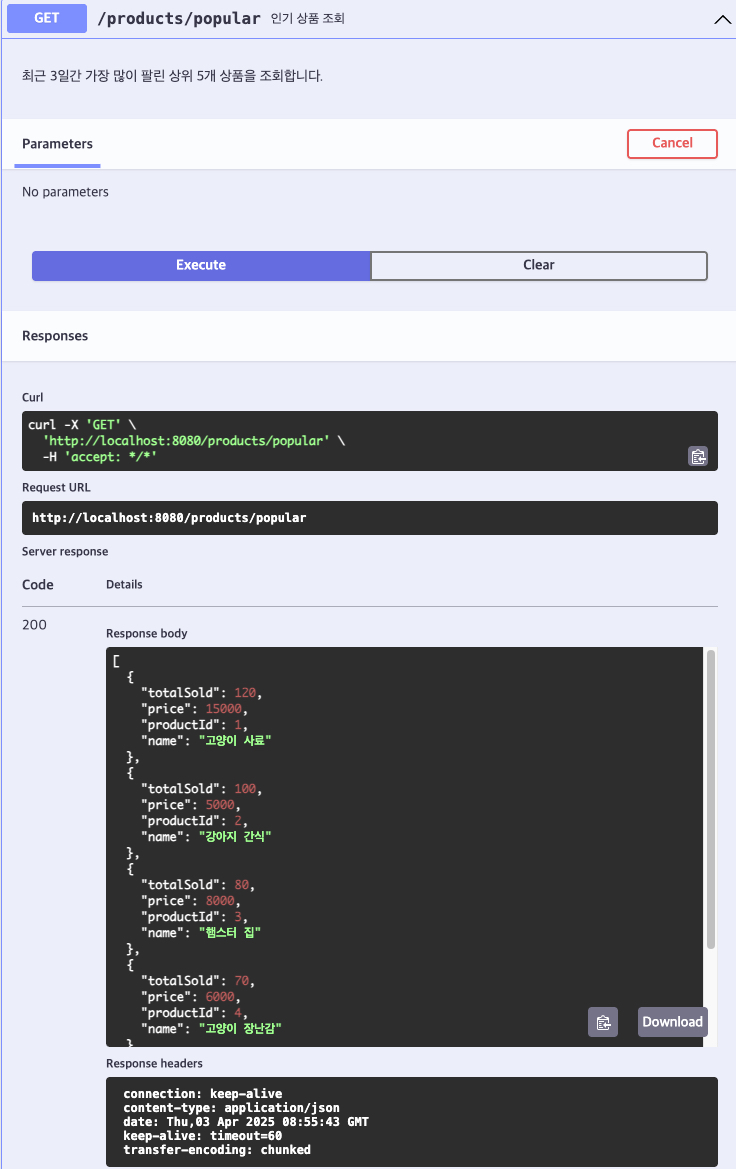 GET /products/popular 인기 상품 조회
최근 3일간 가장 많이 팔린 상위 5개 상품을 조회합니다.
Parameters Cancel
No parameters
Execute Clear
Responses
Curl
curl -X 'GET' \
  'http://localhost:8080/products/popular' \
  -H 'accept: */*'
Request URL
http://localhost:8080/products/popular
Server response
Code Details
200
Response body
[
  {
    "totalSold": 120,
    "price": 15000,
    "productId": 1,
    "name": "고양이 사료"
  },
  {
    "totalSold": 100,
    "price": 5000,
    "productId": 2,
    "name": "강아지 간식"
  },
  {
    "totalSold": 80,
    "price": 8000,
    "productId": 3,
    "name": "햄스터 집"
  },
  {
    "totalSold": 70,
    "price": 6000,
    "productId": 4,
    "name": "고양이 장난감"
  }
Download
Response headers
connection: keep-alive
content-type: application/json
date: Thu,03 Apr 2025 08:55:43 GMT
keep-alive: timeout=60
transfer-encoding: chunked